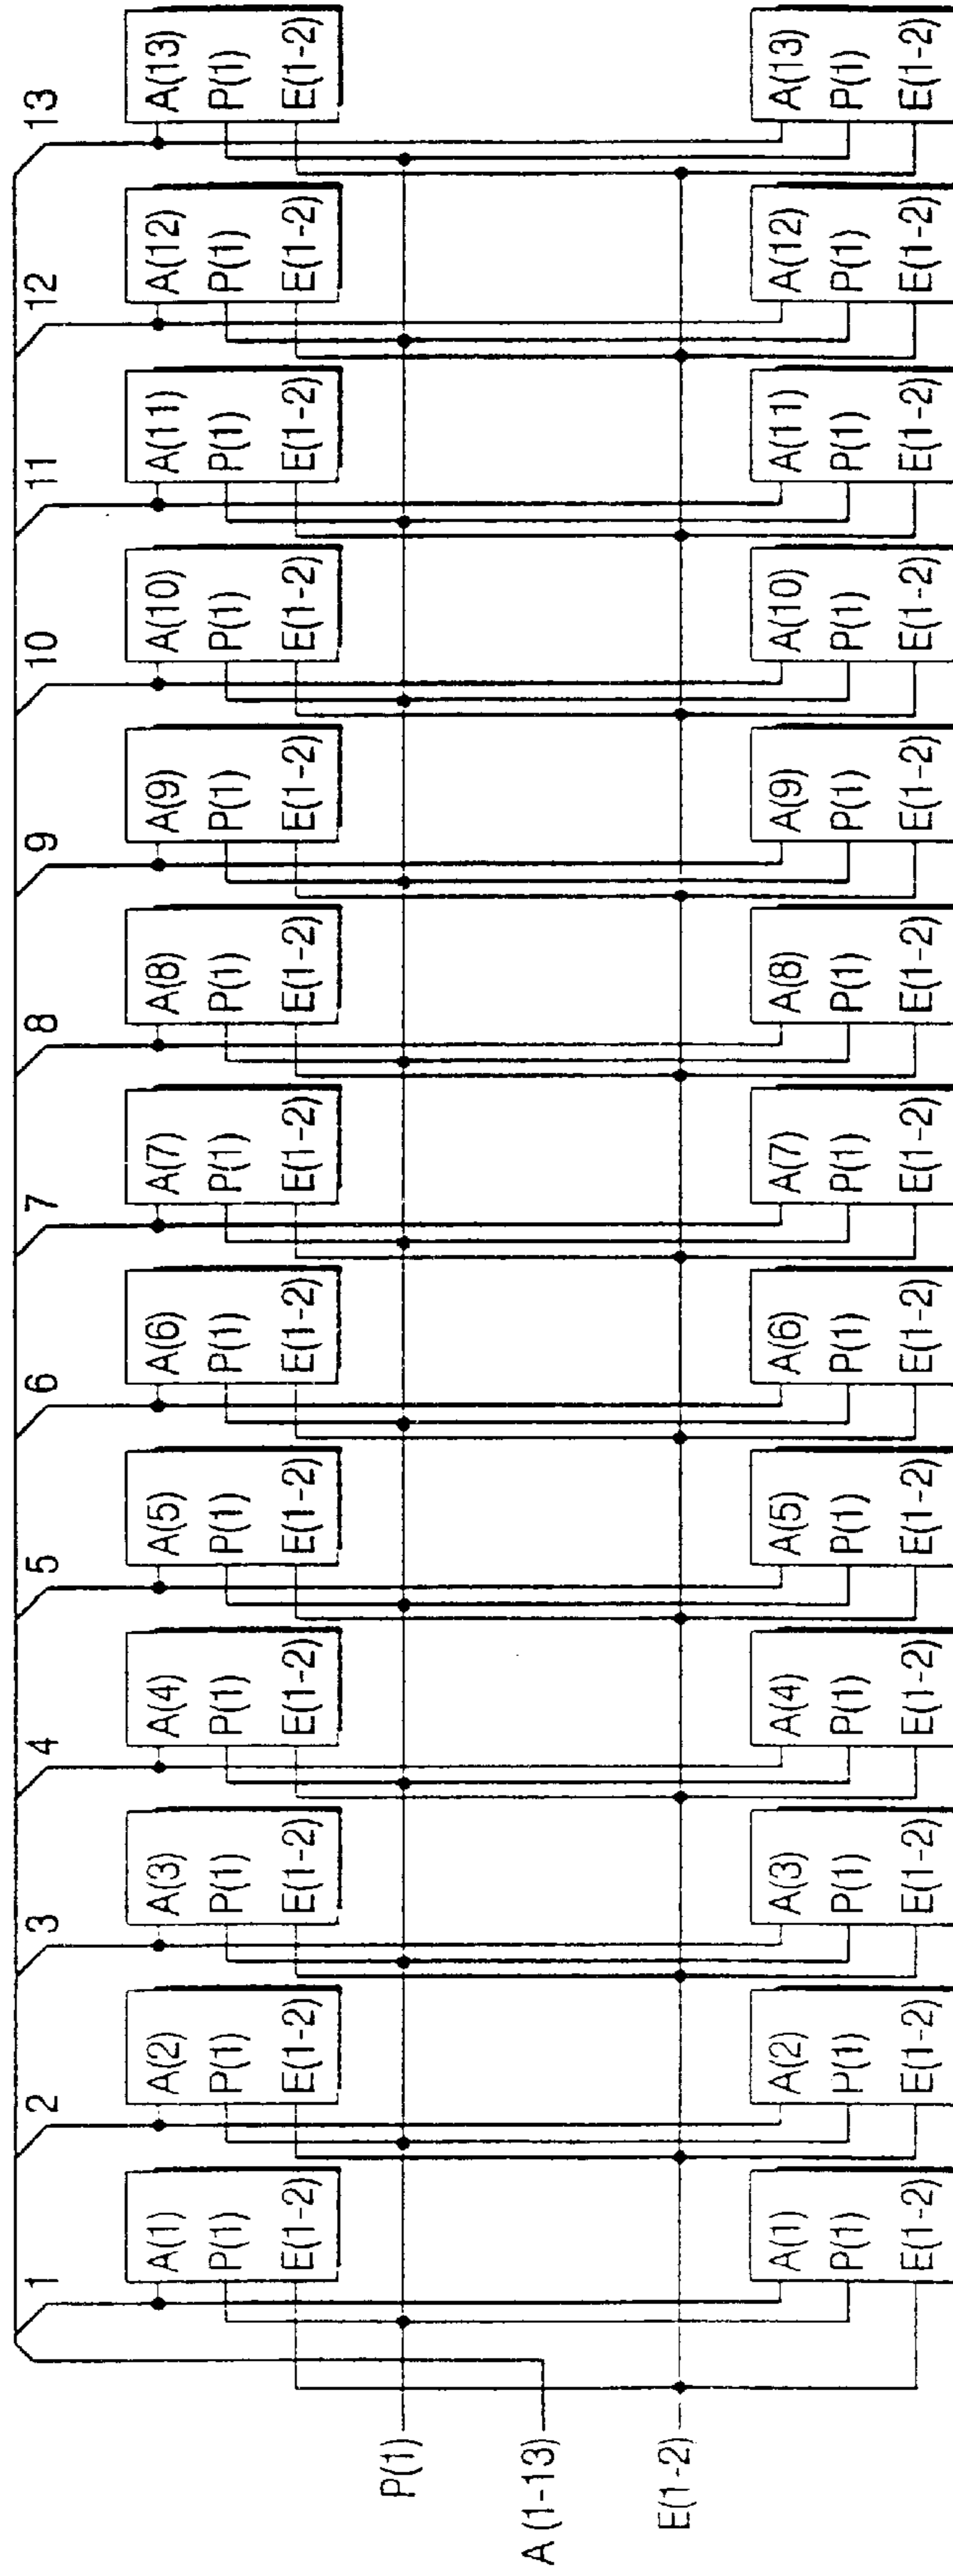 1 2 3 4 5 6 7 8 9 10 11 12 13
A(1) A(2) A(3) A(4) A(5) A(6) A(7) A(8) A(9) A(10) A(11) A(12) A(13)
P(1) P(1) P(1) P(1) P(1) P(1) P(1) P(1) P(1) P(1) P(1) P(1) P(1)
E(1-2) E(1-2) E(1-2) E(1-2) E(1-2) E(1-2) E(1-2) E(1-2) E(1-2) E(1-2) E(1-2) E(1-2) E(1-2)
P(1)
A (1-13)
E(1-2)
A(1) A(2) A(3) A(4) A(5) A(6) A(7) A(8) A(9) A(10) A(11) A(12) A(13)
P(1) P(1) P(1) P(1) P(1) P(1) P(1) P(1) P(1) P(1) P(1) P(1) P(1)
E(1-2) E(1-2) E(1-2) E(1-2) E(1-2) E(1-2) E(1-2) E(1-2) E(1-2) E(1-2) E(1-2) E(1-2) E(1-2)